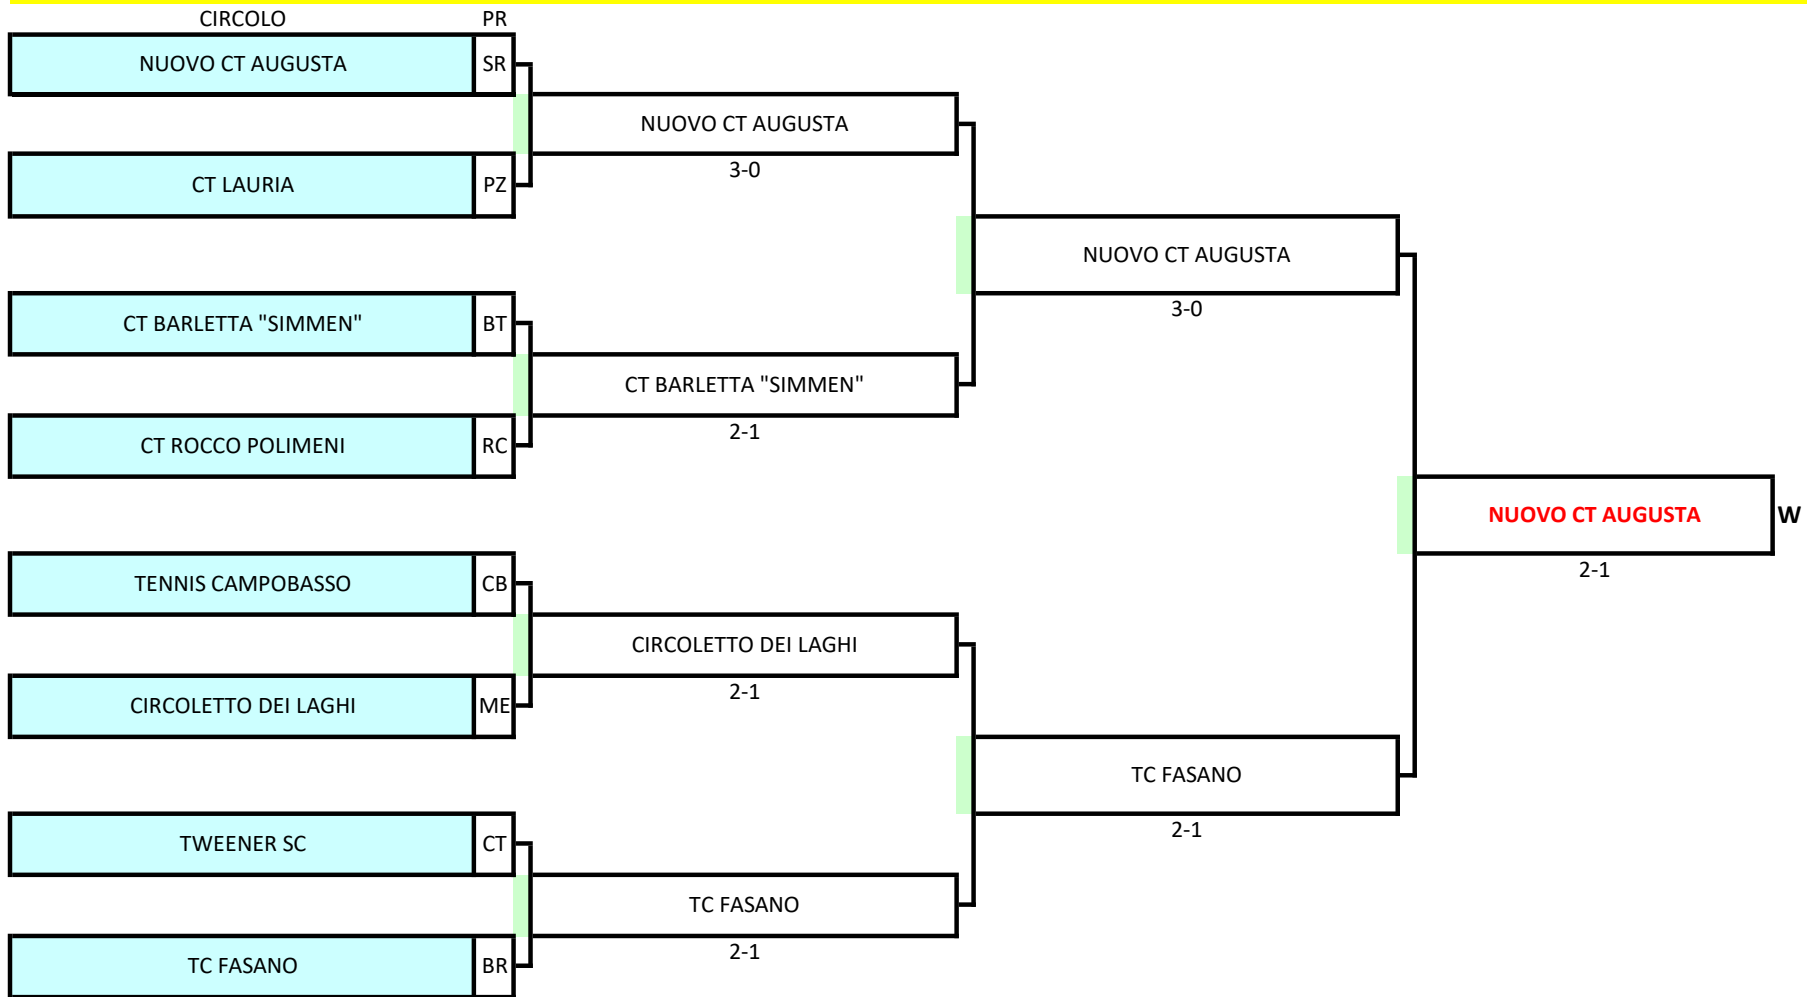 CIRCOLO PR
NUOVO CT AUGUSTA SR
NUOVO CT AUGUSTA
3-0
CT LAURIA PZ
NUOVO CT AUGUSTA
3-0
CT BARLETTA "SIMMEN" BT
CT BARLETTA "SIMMEN"
2-1
CT ROCCO POLIMENI RC
NUOVO CT AUGUSTA W
2-1
TENNIS CAMPOBASSO CB
CIRCOLETTO DEI LAGHI
2-1
CIRCOLETTO DEI LAGHI ME
TC FASANO
2-1
TWEENER SC CT
TC FASANO
2-1
TC FASANO BR